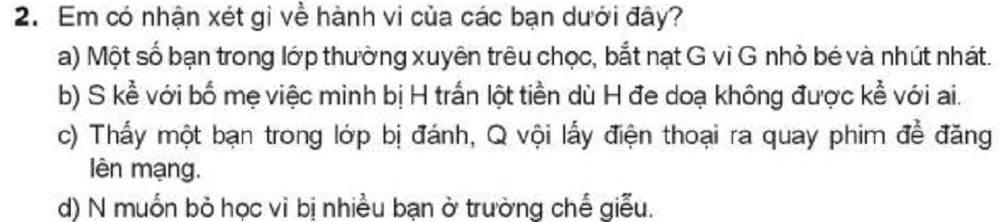 2. Em có nhận xét gì về hành vi của các bạn dưới đây?
a) Một số bạn trong lớp thường xuyên trêu chọc, bắt nạt G vì G nhỏ bé và nhút nhát.
b) S kể với bố mẹ việc mình bị H trấn lột tiền dù H đe doạ không được kể với ai.
c) Thấy một bạn trong lớp bị đánh, Q vội lấy điện thoại ra quay phim để đăng
lên mạng.
d) N muốn bỏ học vì bị nhiều bạn ở trường chế giễu.